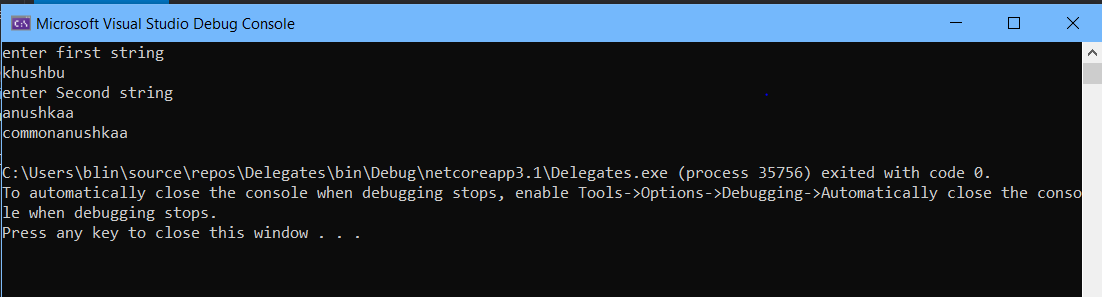 Microsoft Visual Studio Debug Console
enter first string
khushbu
enter Second string
anushkaa
commonanushkaa
C:\Users\blin\source\repos\Delegates\bin\Debug\netcoreapp3.1\Delegates.exe (process 35756) exited with code 0.
To automatically close the console when debugging stops, enable Tools->Options->Debugging->Automatically close the conso
le when debugging stops.
Press any key to close this window . . .